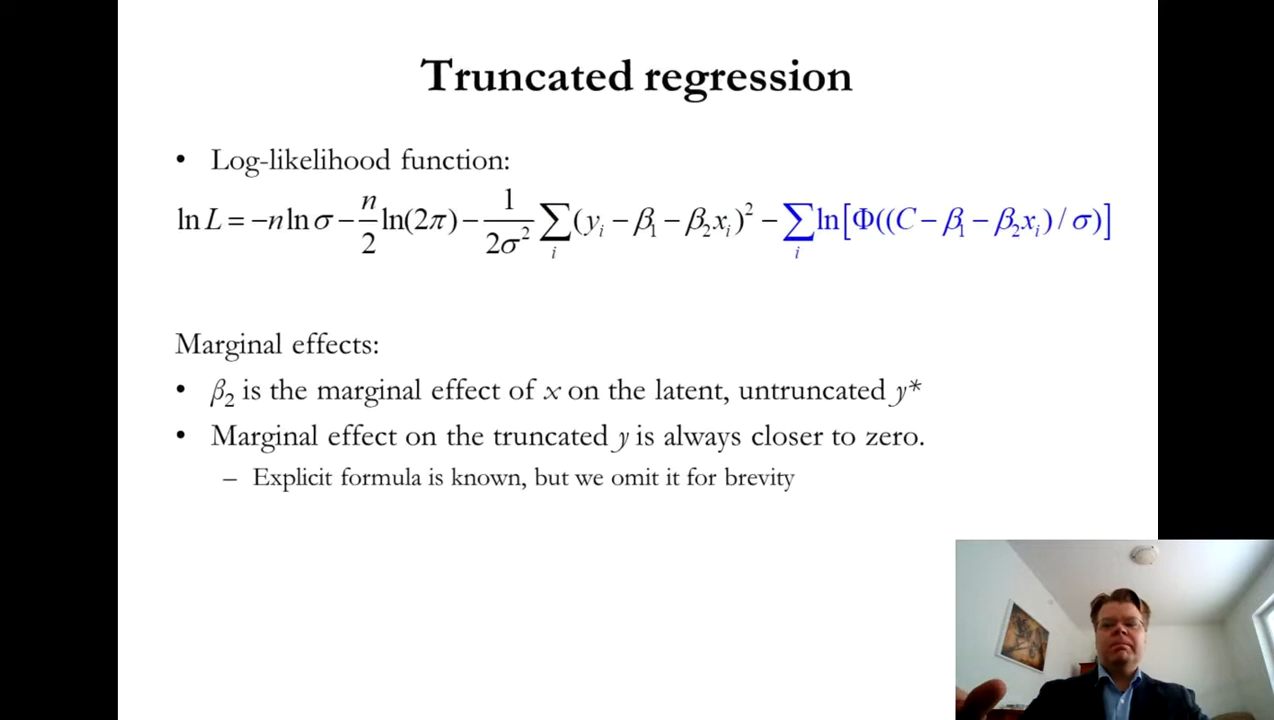 Truncated regression
• Log-likelihood function:
ln L = −n ln σ − n/2 ln(2π) − 1/2σ² ∑ᵢ (yᵢ − β₁ − β₂xᵢ)² − ∑ᵢ ln[Φ((C − β₁ − β₂xᵢ) / σ)]
Marginal effects:
• β₂ is the marginal effect of x on the latent, untruncated y*
• Marginal effect on the truncated y is always closer to zero.
– Explicit formula is known, but we omit it for brevity